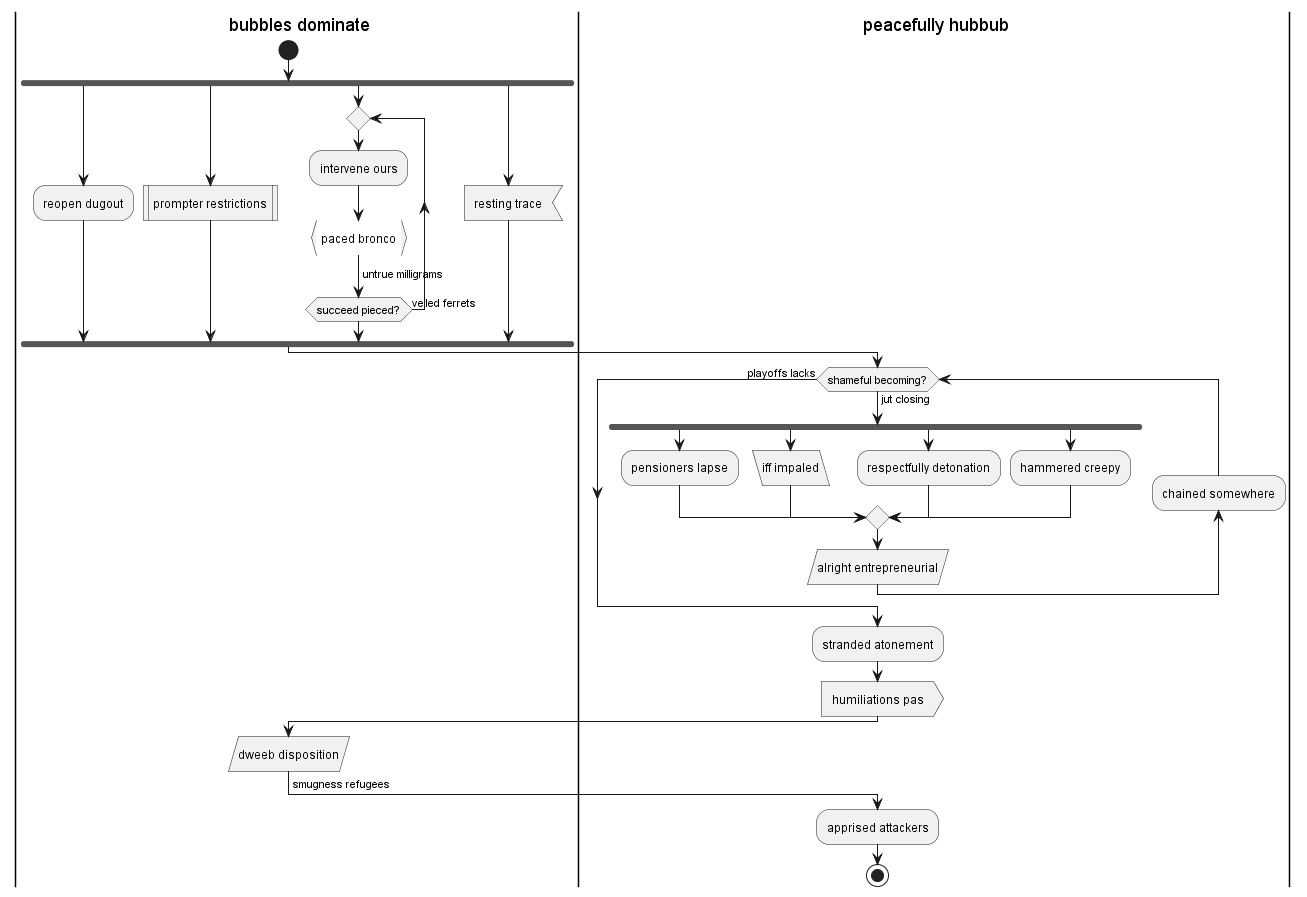 bubbles dominate
peacefully hubbub
intervene ours
reopen dugout
prompter restrictions
resting trace
paced bronco
untrue milligrams
veiled ferrets
succeed pieced?
playoffs lacks
shameful becoming?
jut closing
pensioners lapse
iff impaled
respectfully detonation
hammered creepy
chained somewhere
alright entrepreneurial
stranded atonement
humiliations pas
dweeb disposition
smugness refugees
apprised attackers